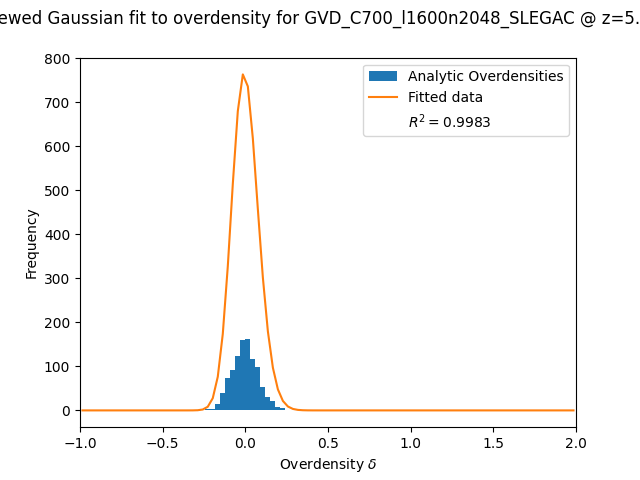 ewed Gaussian fit to overdensity for GVD_C700_l1600n2048_SLEGAC @ z=5.
800
700
600
500
400
300
200
100
0
Frequency
Analytic Overdensities
Fitted data
R² = 0.9983
−1.0 −0.5 0.0 0.5 1.0 1.5 2.0
Overdensity δ